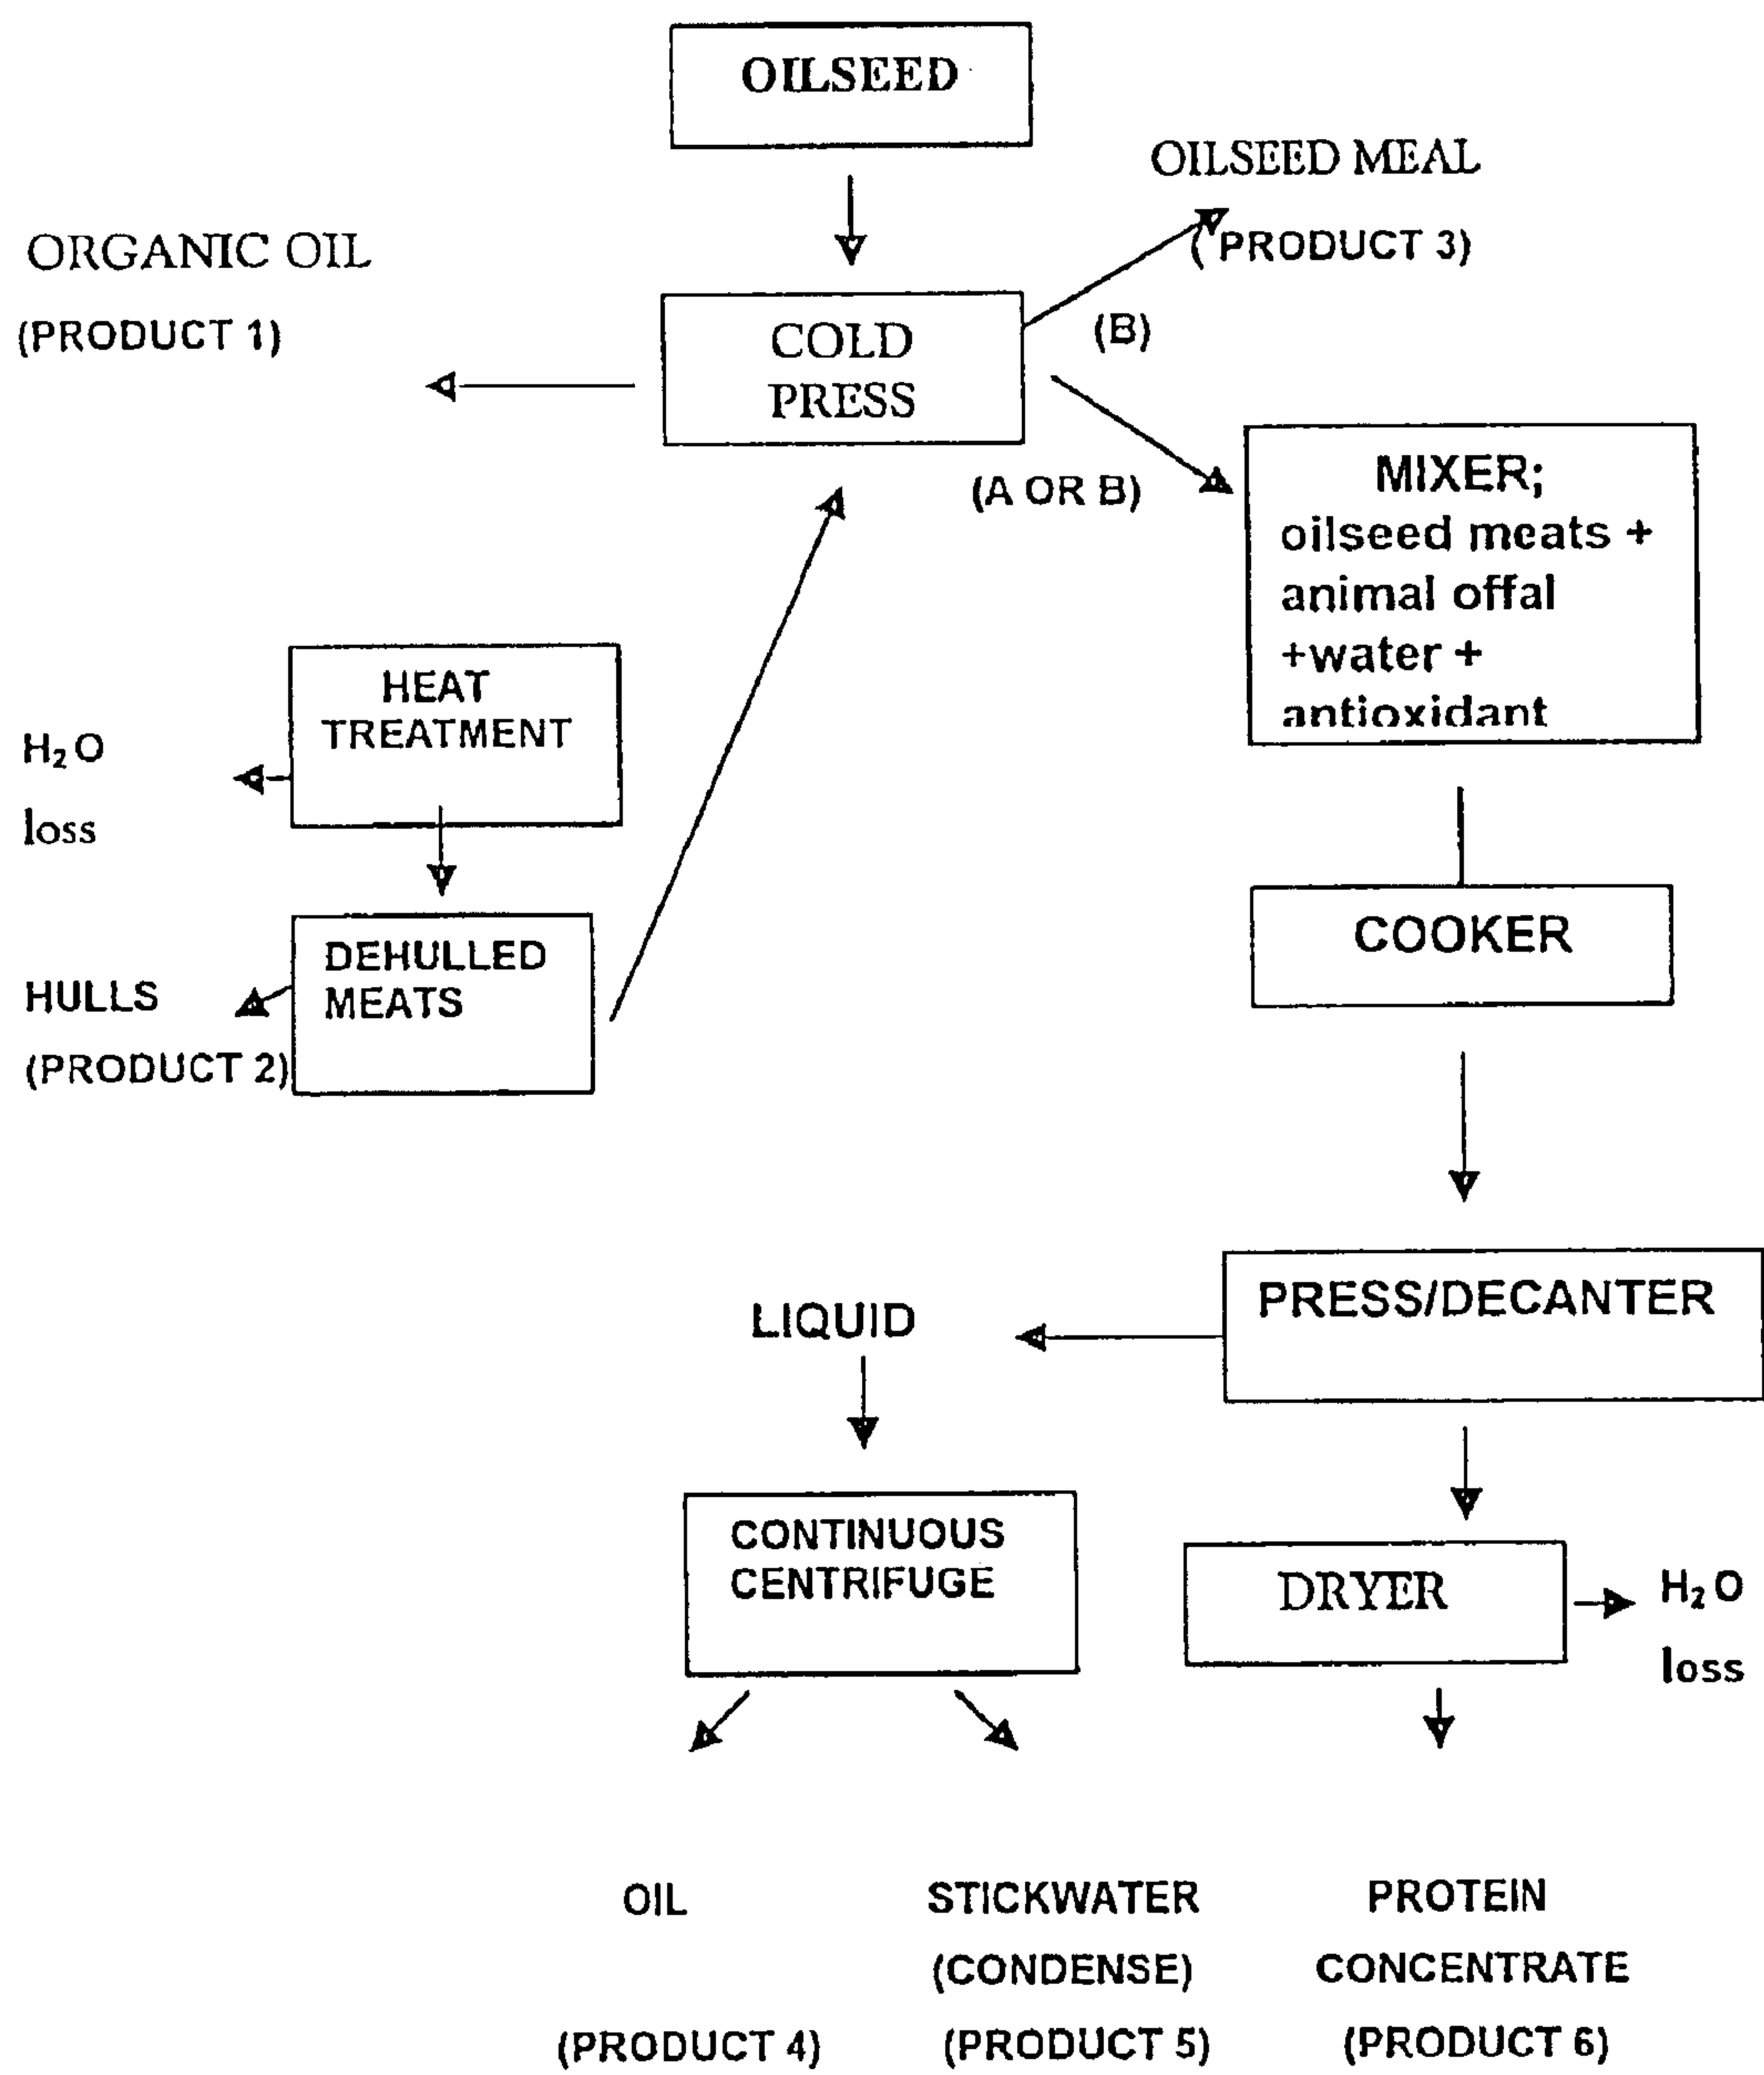 OILSEED
OILSEED MEAL
( PRODUCT 3)
ORGANIC OIL
(PRODUCT 1)
COLD
PRESS
(B)
(A OR B)
MIXER;
oilseed meats +
animal offal
+water +
antioxidant
HEAT
TREATMENT
H₂O
loss
DEHULLED
MEATS
HULLS
(PRODUCT 2)
COOKER
PRESS/DECANTER
LIQUID
CONTINUOUS
CENTRIFUGE
DRYER
H₂O
loss
OIL
(PRODUCT 4)
STICKWATER
(CONDENSE)
(PRODUCT 5)
PROTEIN
CONCENTRATE
(PRODUCT 6)